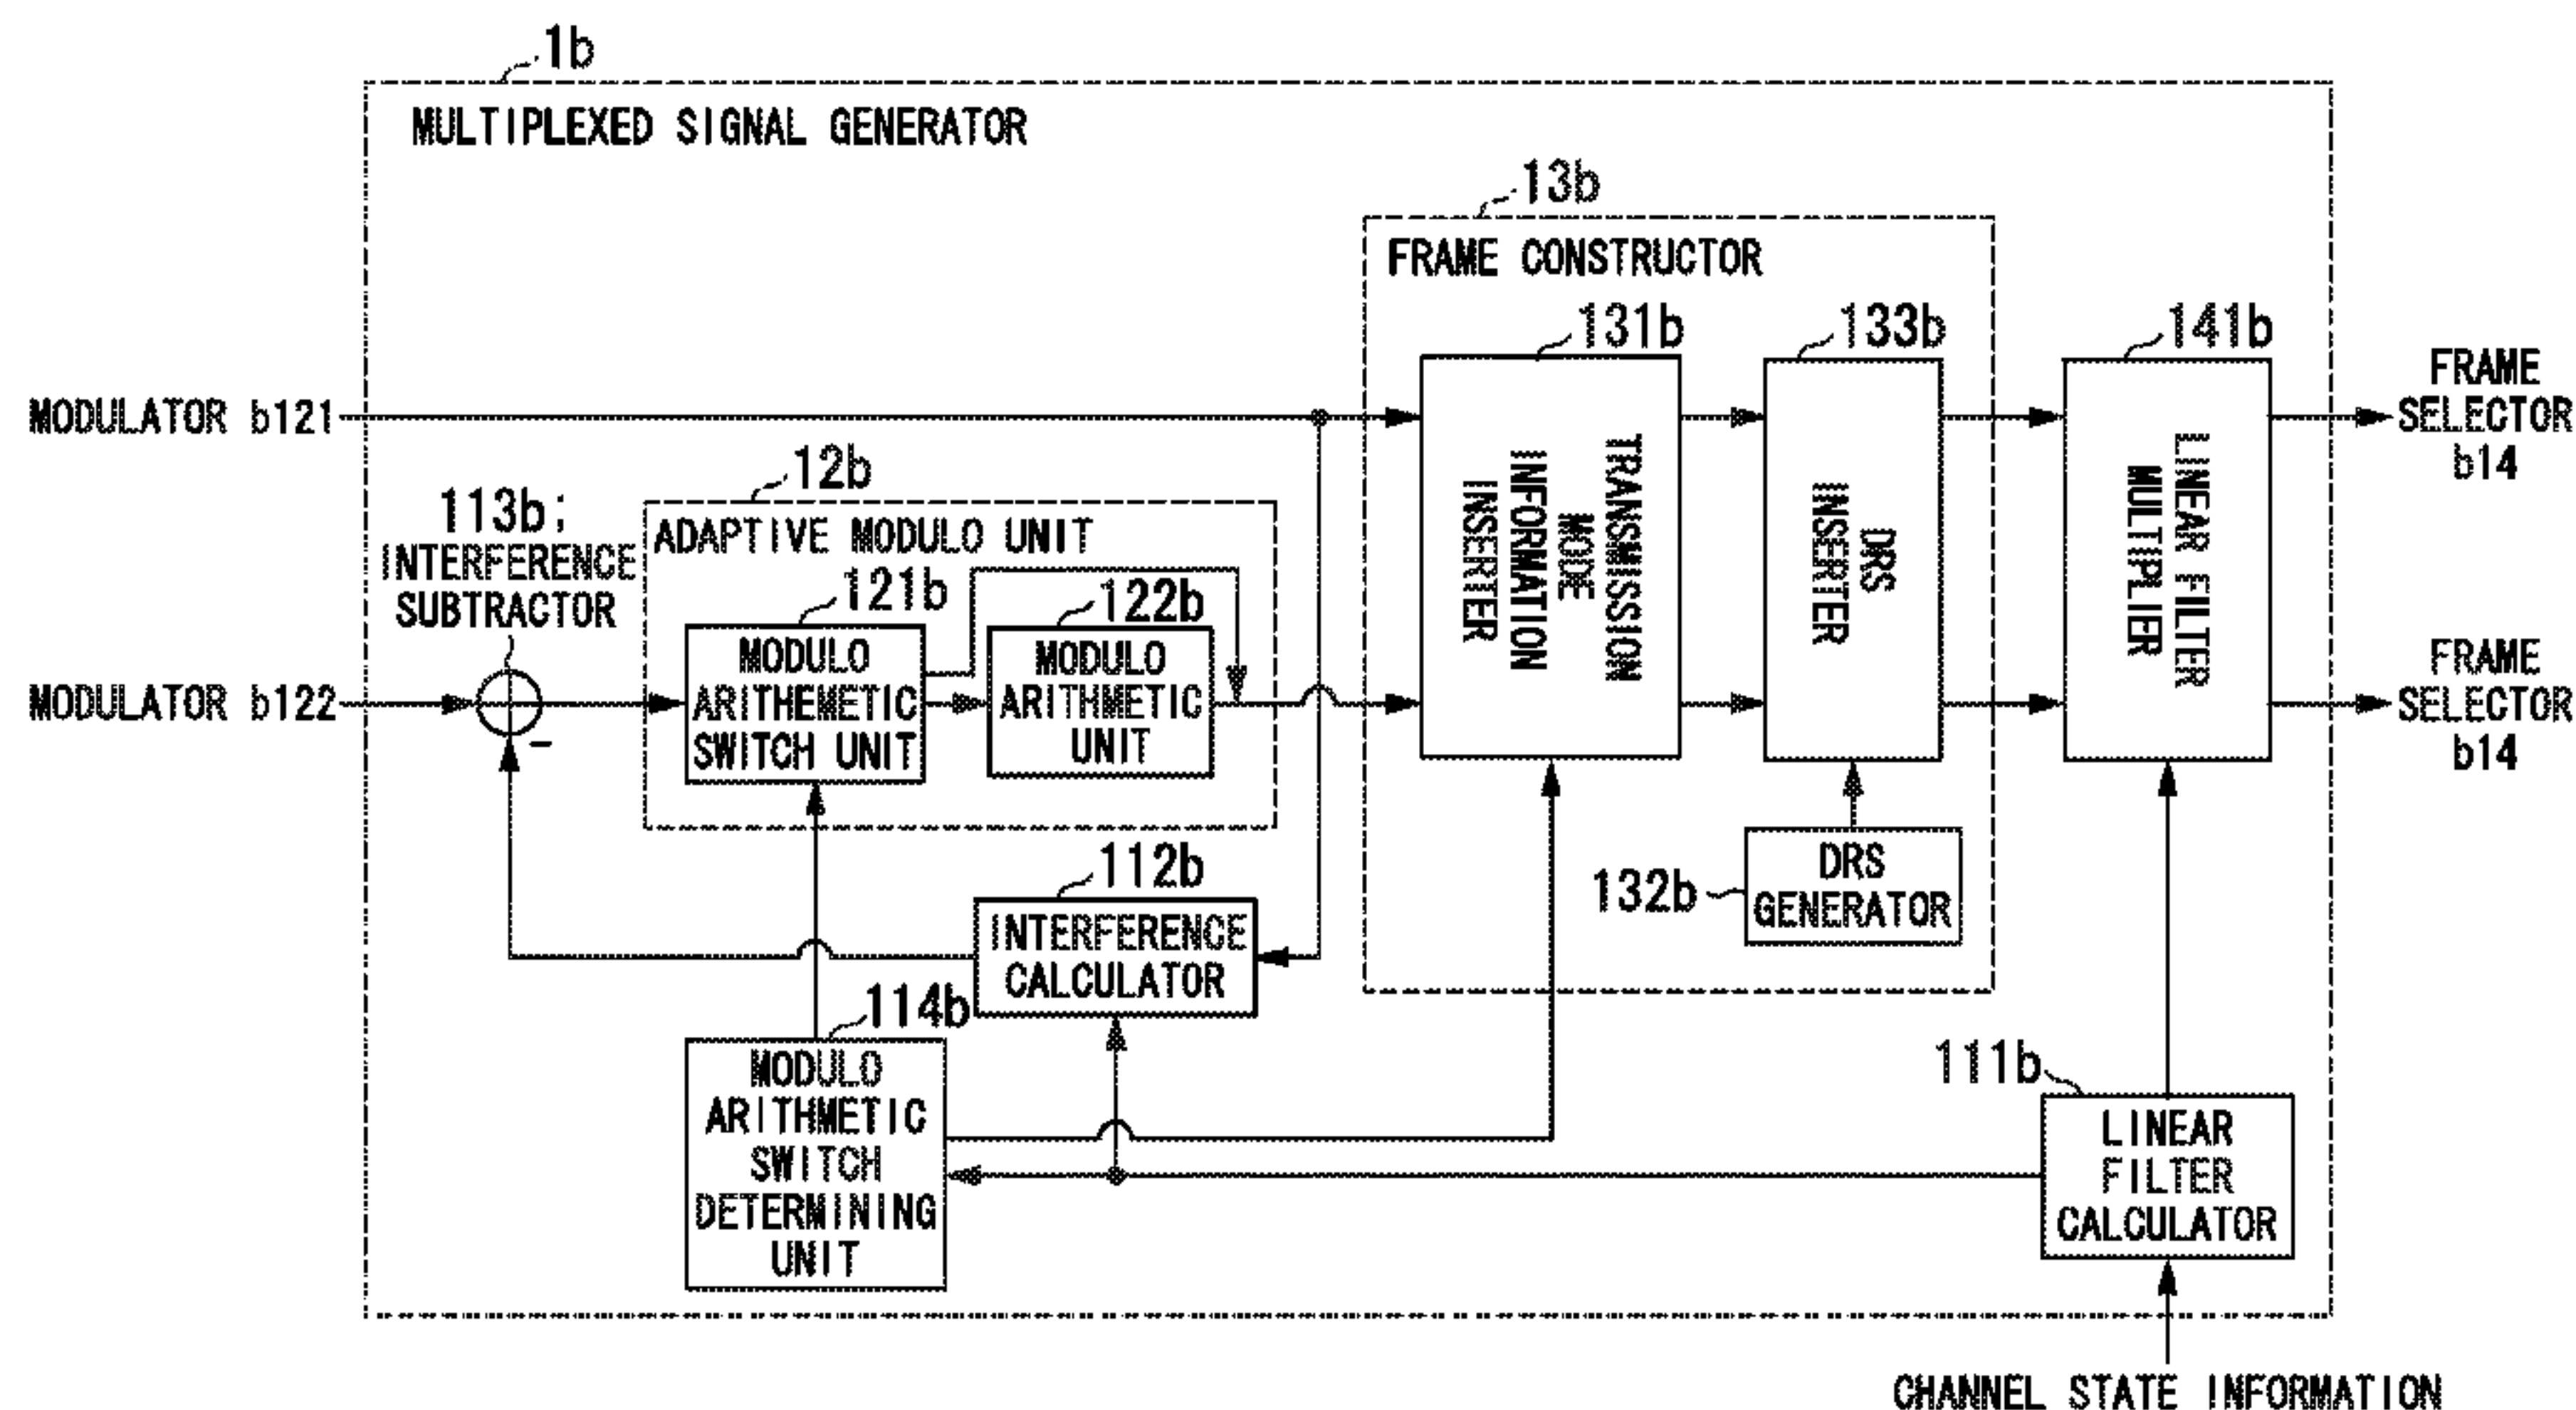 1b
MULTIPLEXED SIGNAL GENERATOR
13b
FRAME CONSTRUCTOR
131b
133b
141b
MODULATOR b121
FRAME
SELECTOR
b14
12b
ADAPTIVE MODULO UNIT
113b;
INTERFERENCE
SUBTRACTOR
121b
122b
MODULATOR b122
MODULO
ARITHEMETIC
SWITCH UNIT
MODULO
ARITHMETIC
UNIT
TRANSMISSION
MODE
INFORMATION
INSERTER
DRS
INSERTER
LINEAR FILTER
MULTIPLIER
FRAME
SELECTOR
b14
-
112b
INTERFERENCE
CALCULATOR
132b
DRS
GENERATOR
114b
MODULO
ARITHMETIC
SWITCH
DETERMINING
UNIT
111b
LINEAR
FILTER
CALCULATOR
CHANNEL STATE INFORMATION